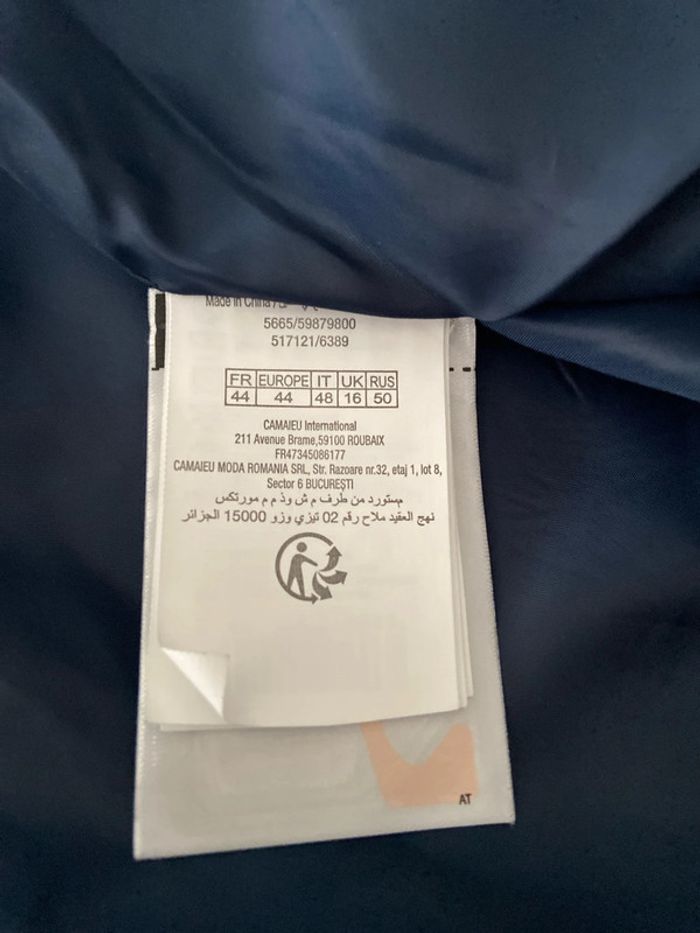 Made in China /
5665/59879800
517121/6389
FR EUROPE IT UK RUS
44 44 48 16 50
CAMAIEU International
211 Avenue Brame,59100 ROUBAIX
FR47345086177
CAMAIEU MODA ROMANIA SRL, Str. Razoare nr.32, etaj 1, lot 8,
Sector 6 BUCUREŞTI
مستورد من طرف م ش وذ م م مورتكس
نهج العقيد ملاح رقم 02 تيزي وزو 15000 الجزائر
AT